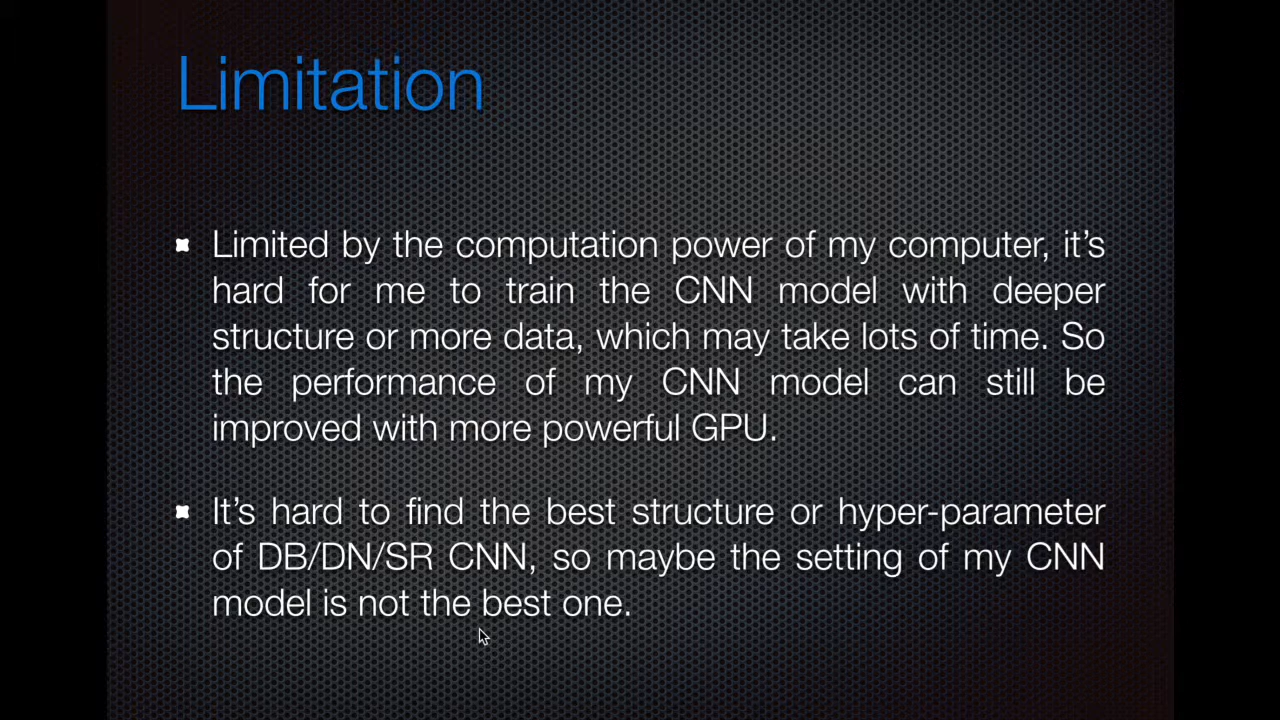 Limitation
Limited by the computation power of my computer, it’s
hard for me to train the CNN model with deeper
structure or more data, which may take lots of time. So
the performance of my CNN model can still be
improved with more powerful GPU.
It’s hard to find the best structure or hyper-parameter
of DB/DN/SR CNN, so maybe the setting of my CNN
model is not the best one.